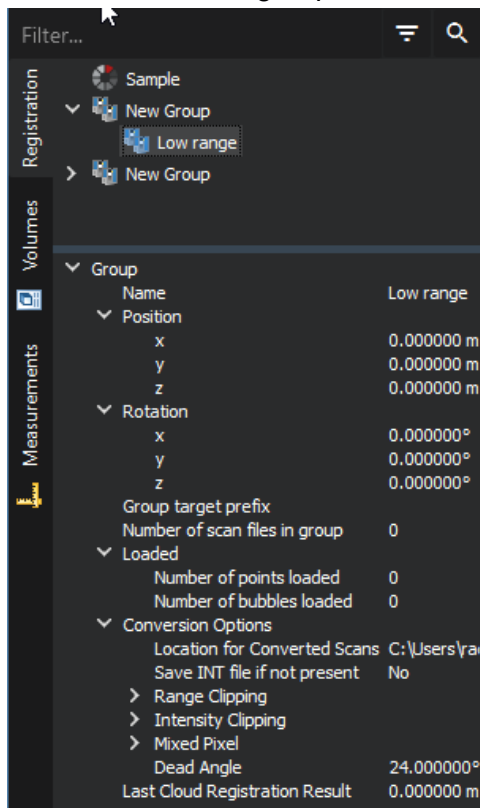 Filter...
Registration
Volumes
Measurements
Sample
New Group
Low range
New Group
Group
Name Low range
Position
x 0.000000 m
y 0.000000 m
z 0.000000 m
Rotation
x 0.000000°
y 0.000000°
z 0.000000°
Group target prefix
Number of scan files in group 0
Loaded
Number of points loaded 0
Number of bubbles loaded 0
Conversion Options
Location for Converted Scans C:\Users\ra
Save INT file if not present No
Range Clipping
Intensity Clipping
Mixed Pixel
Dead Angle 24.000000°
Last Cloud Registration Result 0.000000 m